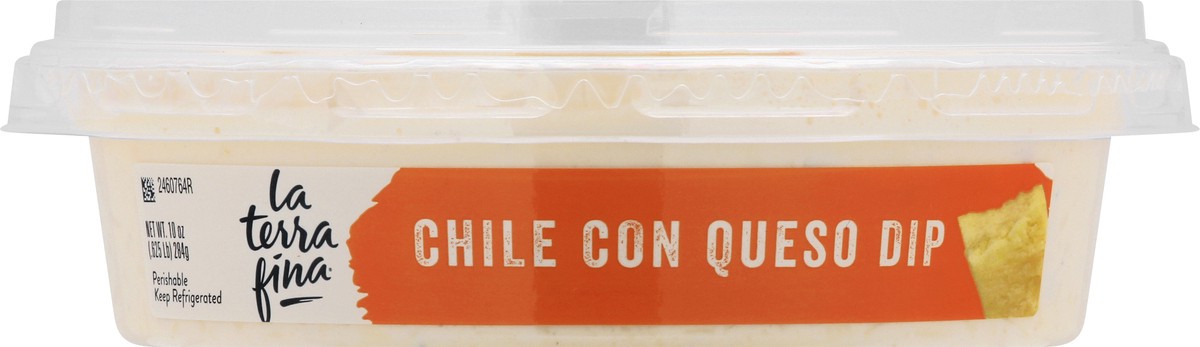 2460764R
NET WT. 10 oz
(.625 Lb) 284g
Perishable
Keep Refrigerated
la
terra
fina
CHILE CON QUESO DIP